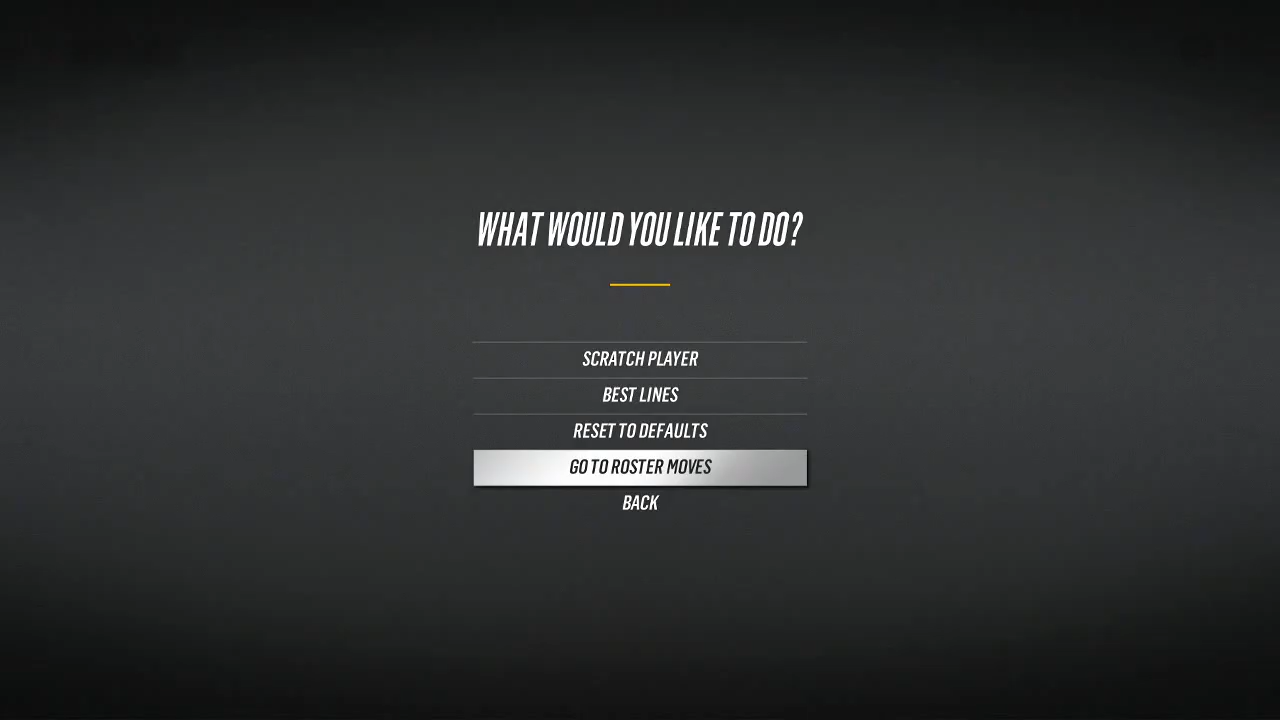 WHAT WOULD YOU LIKE TO DO?
SCRATCH PLAYER
BEST LINES
RESET TO DEFAULTS
GO TO ROSTER MOVES
BACK